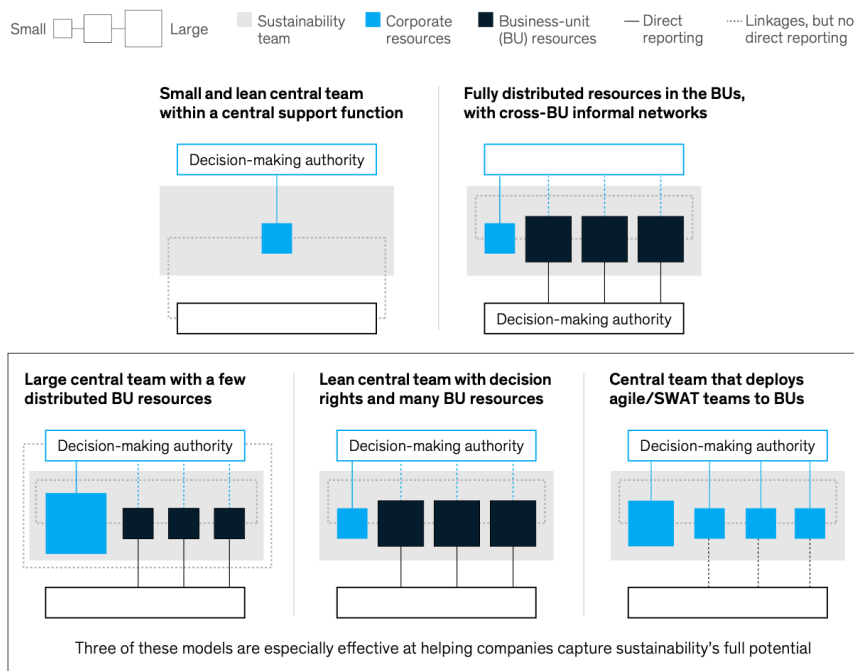 Small
Large
Sustainability
team
Corporate
resources
Business-unit
(BU) resources
Direct
reporting
Linkages, but no
direct reporting
Small and lean central team
within a central support function
Decision-making authority
Fully distributed resources in the BUs,
with cross-BU informal networks
Decision-making authority
Large central team with a few
distributed BU resources
Decision-making authority
Lean central team with decision
rights and many BU resources
Decision-making authority
Central team that deploys
agile/SWAT teams to BUs
Decision-making authority
Three of these models are especially effective at helping companies capture sustainability’s full potential